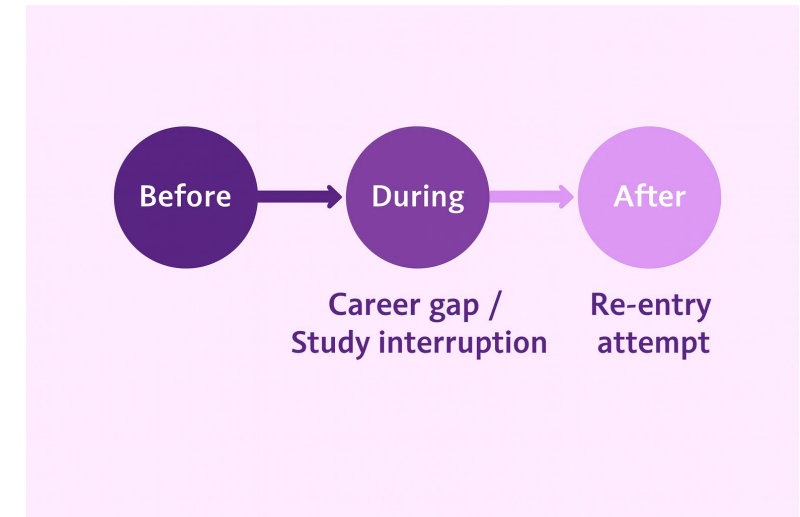 Before
During
After
Career gap /
Study interruption
Re-entry
attempt